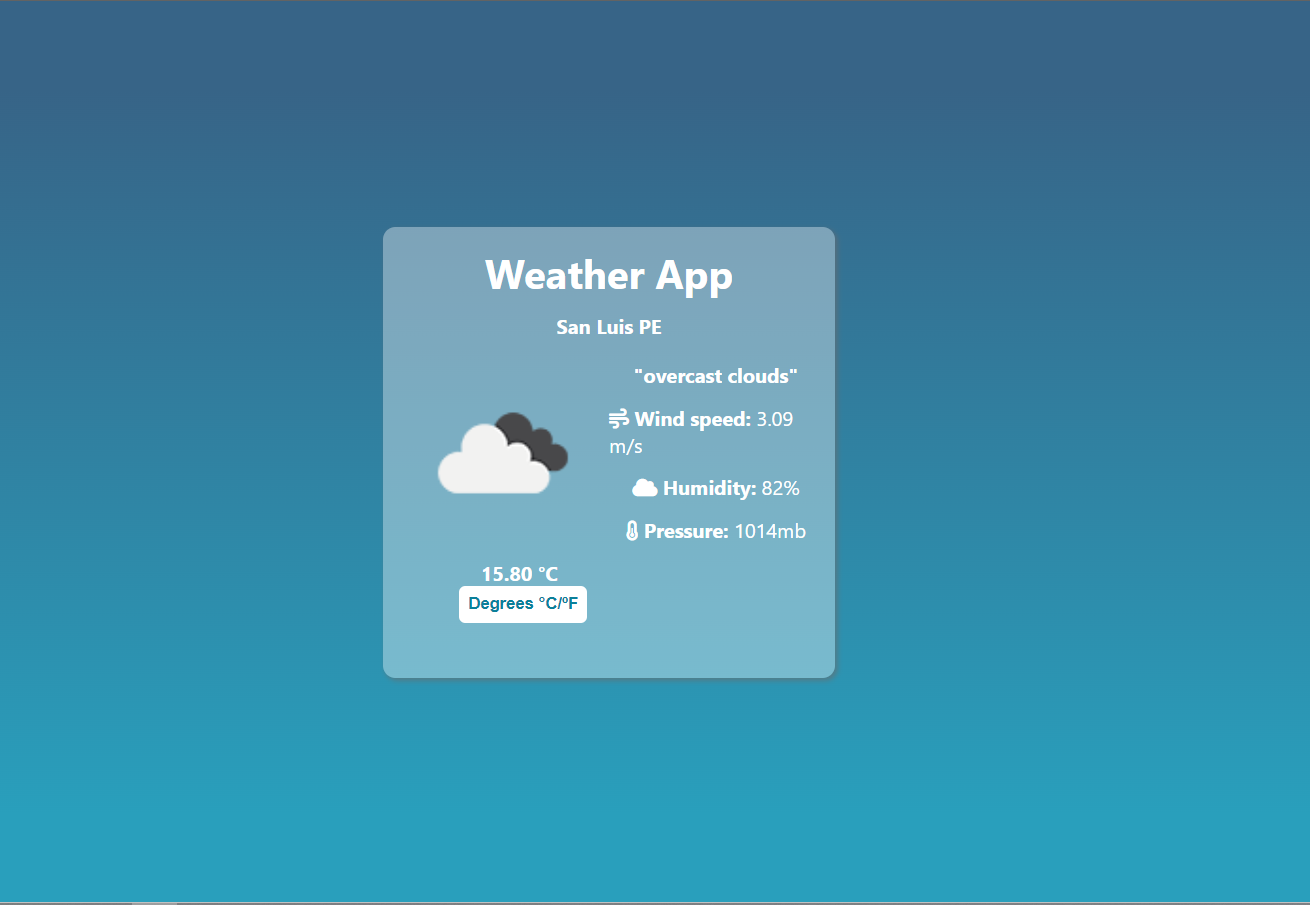 Weather App
San Luis PE
"overcast clouds"
Wind speed: 3.09
m/s
Humidity: 82%
Pressure: 1014mb
15.80 °C
Degrees °C/ºF